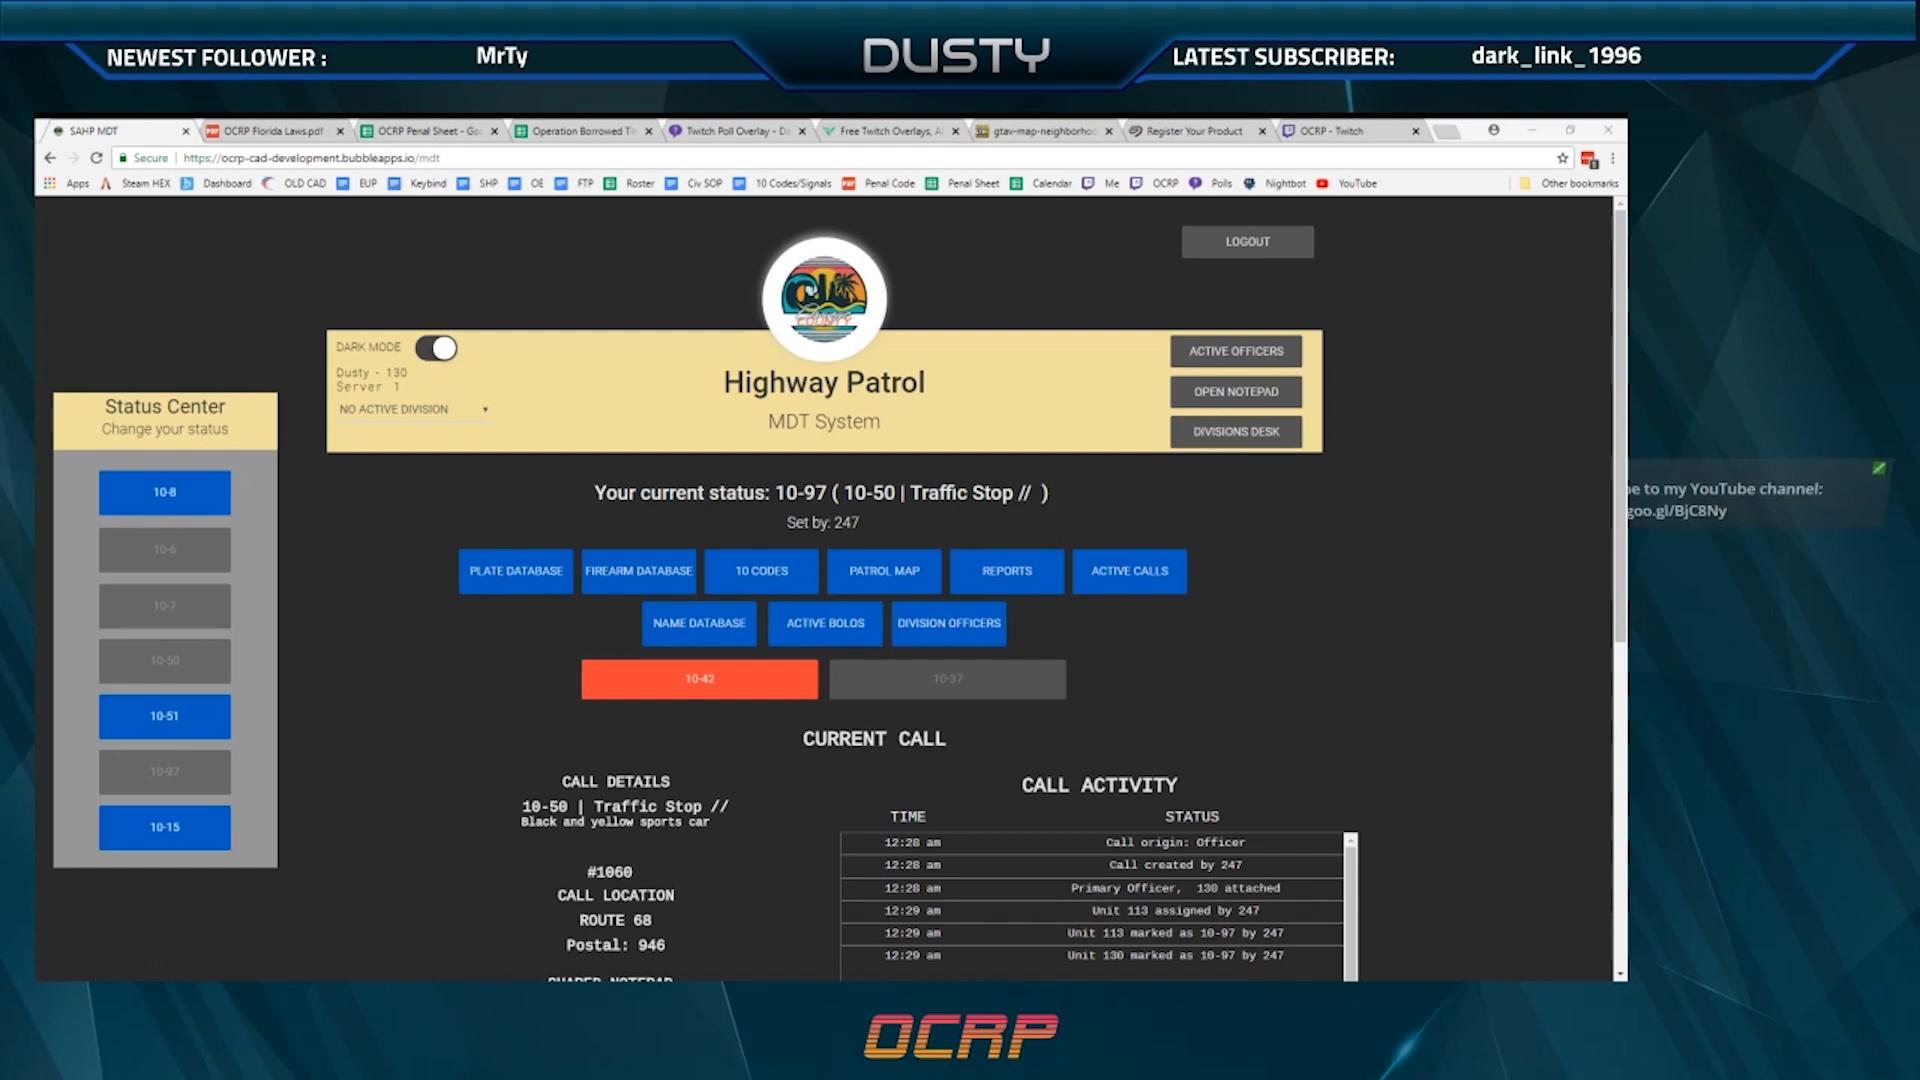 NEWEST FOLLOWER :
MrTy
DUSTY
LATEST SUBSCRIBER:
dark_link_1996
SAHP MDT
OCRP Florida Laws.pdf
OCRP Penal Sheet - Go
Operation Borrowed Ti
Twitch Poll Overlay - D
Free Twitch Overlays, A
gtav-map-neighborhoo
Register Your Product
OCRP - Twitch
Secure
https://ocrp-cad-development.bubbleapps.io/mdt
Apps
Steam HEX
Dashboard
OLD CAD
EUP
Keybind
SHP
OE
FTP
Roster
Civ SOP
10 Codes/Signals
Penal Code
Penal Sheet
Calendar
Me
OCRP
Polls
Nightbot
YouTube
Other bookmarks
LOGOUT
DARK MODE
Dusty - 130
Server 1
NO ACTIVE DIVISION
COUNTY
Highway Patrol
MDT System
ACTIVE OFFICERS
OPEN NOTEPAD
DIVISIONS DESK
Status Center
Change your status
10-8
10-6
10-7
10-50
10-51
10-97
10-15
Your current status: 10-97 ( 10-50 | Traffic Stop // )
Set by: 247
PLATE DATABASE
FIREARM DATABASE
10 CODES
PATROL MAP
REPORTS
ACTIVE CALLS
NAME DATABASE
ACTIVE BOLOS
DIVISION OFFICERS
10-42
10-37
CURRENT CALL
CALL DETAILS
10-50 | Traffic Stop //
Black and yellow sports car
#1060
CALL LOCATION
ROUTE 68
Postal: 946
SHARED NOTEPAD
CALL ACTIVITY
TIME STATUS
12:28 am Call origin: Officer
12:28 am Call created by 247
12:28 am Primary Officer, 130 attached
12:29 am Unit 113 assigned by 247
12:29 am Unit 113 marked as 10-97 by 247
12:29 am Unit 130 marked as 10-97 by 247
be to my YouTube channel:
goo.gl/BjC8Ny
OCRP